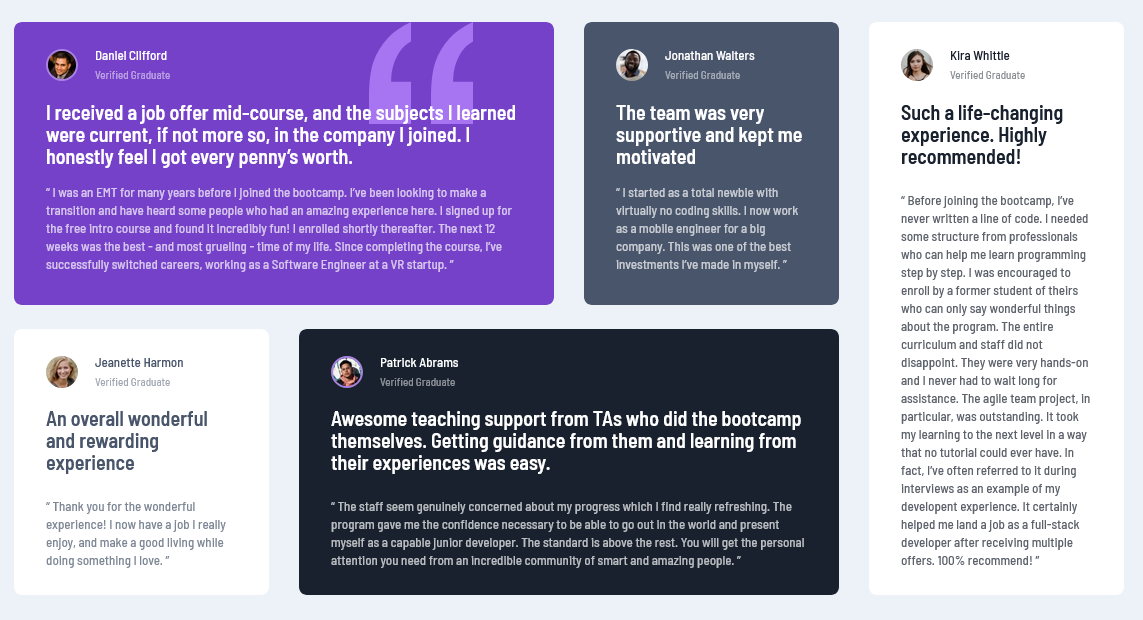 Daniel Clifford
Verified Graduate
I received a job offer mid-course, and the subjects I learned
were current, if not more so, in the company I joined. I
honestly feel I got every penny’s worth.
“ I was an EMT for many years before I joined the bootcamp. I’ve been looking to make a
transition and have heard some people who had an amazing experience here. I signed up for
the free intro course and found it incredibly fun! I enrolled shortly thereafter. The next 12
weeks was the best - and most grueling - time of my life. Since completing the course, I’ve
successfully switched careers, working as a Software Engineer at a VR startup. ”
Jonathan Walters
Verified Graduate
The team was very
supportive and kept me
motivated
“ I started as a total newbie with
virtually no coding skills. I now work
as a mobile engineer for a big
company. This was one of the best
investments I’ve made in myself. ”
Kira Whittle
Verified Graduate
Such a life-changing
experience. Highly
recommended!
“ Before joining the bootcamp, I’ve
never written a line of code. I needed
some structure from professionals
who can help me learn programming
step by step. I was encouraged to
enroll by a former student of theirs
who can only say wonderful things
about the program. The entire
curriculum and staff did not
disappoint. They were very hands-on
and I never had to wait long for
assistance. The agile team project, in
particular, was outstanding. It took
my learning to the next level in a way
that no tutorial could ever have. In
fact, I’ve often referred to it during
interviews as an example of my
developent experience. It certainly
helped me land a job as a full-stack
developer after receiving multiple
offers. 100% recommend! ”
Jeanette Harmon
Verified Graduate
An overall wonderful
and rewarding
experience
“ Thank you for the wonderful
experience! I now have a job I really
enjoy, and make a good living while
doing something I love. ”
Patrick Abrams
Verified Graduate
Awesome teaching support from TAs who did the bootcamp
themselves. Getting guidance from them and learning from
their experiences was easy.
“ The staff seem genuinely concerned about my progress which I find really refreshing. The
program gave me the confidence necessary to be able to go out in the world and present
myself as a capable junior developer. The standard is above the rest. You will get the personal
attention you need from an incredible community of smart and amazing people. ”